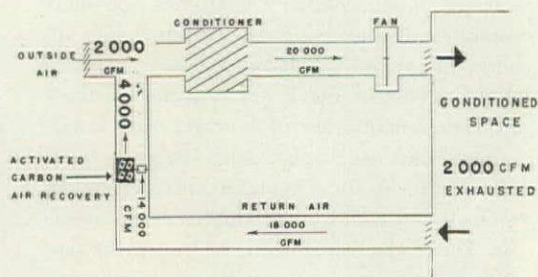 CONDITIONER
FAN
2 000
OUTSIDE
AIR
CFM
20 000
CFM
4 000
CFM
14 000
ACTIVATED
CARBON
AIR RECOVERY
CONDITIONED
SPACE
2 000 CFM
EXHAUSTED
RETURN AIR
18 000
CFM